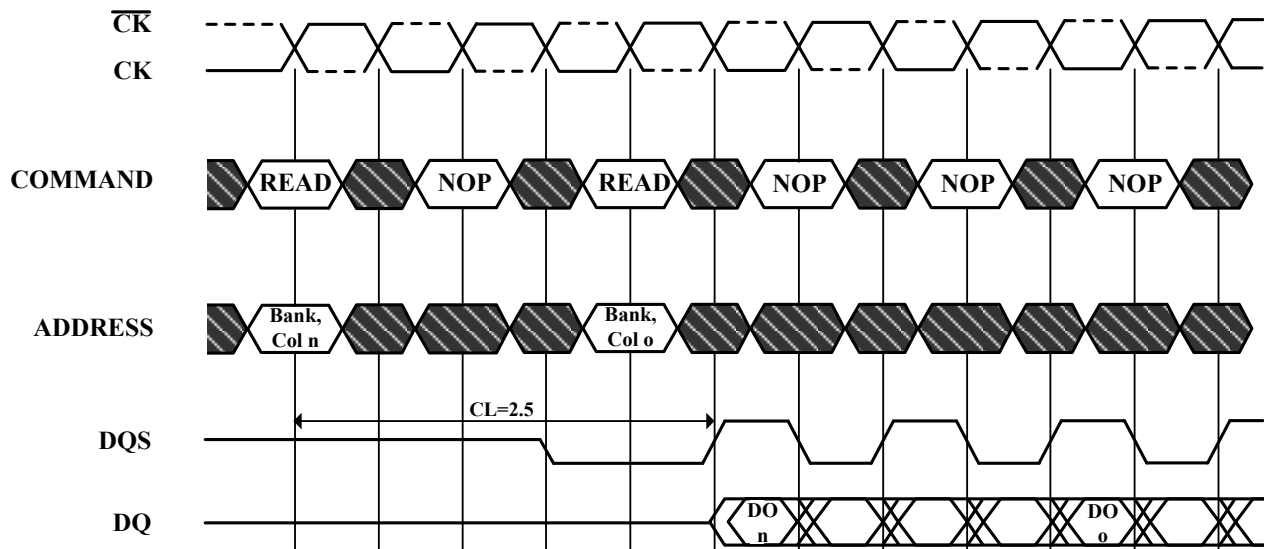 CK
CK
COMMAND
READ
NOP
READ
NOP
NOP
NOP
ADDRESS
Bank,
Col n
Bank,
Col o
CL=2.5
DQS
DQ
DO
n
DO
o